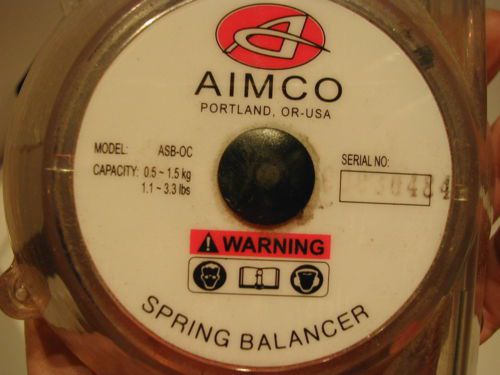 AIMCO
PORTLAND, OR-USA
MODEL: ASB-OC
CAPACITY: 0.5 ~ 1.5 kg
1.1 ~ 3.3 lbs
SERIAL NO:
WARNING
SPRING BALANCER